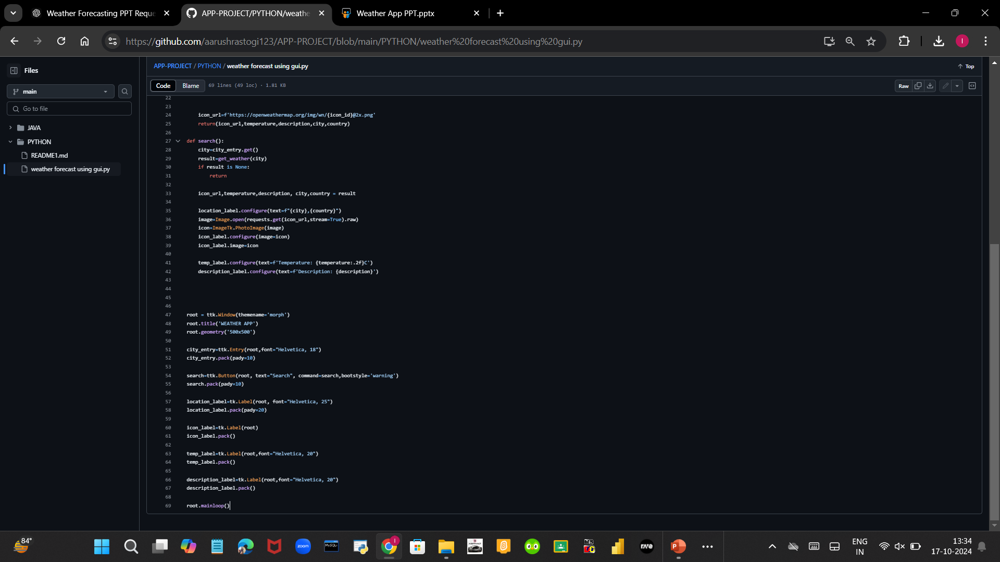 Weather Forecasting PPT Reque
APP-PROJECT/PYTHON/weathe
Weather App PPT.pptx
https://github.com/aarushrastogi123/APP-PROJECT/blob/main/PYTHON/weather%20forecast%20using%20gui.py
I
Files
main
Go to file
JAVA
PYTHON
README1.md
weather forecast using gui.py
APP-PROJECT / PYTHON / weather forecast using gui.py
Top
Code Blame 69 lines (49 loc) · 1.81 KB
Raw
22
23
24 icon_url=f'https://openweathermap.org/img/wn/{icon_id}@2x.png'
25 return(icon_url,temperature,description,city,country)
26
27 def search():
28 city=city_entry.get()
29 result=get_weather(city)
30 if result is None:
31 return
32
33 icon_url,temperature,description, city,country = result
34
35 location_label.configure(text=f"{city},{country}")
36 image=Image.open(requests.get(icon_url,stream=True).raw)
37 icon=ImageTk.PhotoImage(image)
38 icon_label.configure(image=icon)
39 icon_label.image=icon
40
41 temp_label.configure(text=f'Temperature: {temperature:.2f}C')
42 description_label.configure(text=f'Description: {description}')
43
44
45
46
47 root = ttk.Window(themename='morph')
48 root.title('WEATHER APP')
49 root.geometry('500x500')
50
51 city_entry=ttk.Entry(root,font="Helvetica, 18")
52 city_entry.pack(pady=10)
53
54 search=ttk.Button(root, text="Search", command=search,bootstyle='warning')
55 search.pack(pady=10)
56
57 location_label=tk.Label(root, font="Helvetica, 25")
58 location_label.pack(pady=20)
59
60 icon_label=tk.Label(root)
61 icon_label.pack()
62
63 temp_label=tk.Label(root,font="Helvetica, 20")
64 temp_label.pack()
65
66 description_label=tk.Label(root,font="Helvetica, 20")
67 description_label.pack()
68
69 root.mainloop()
84°
zoom
MySQL
rave
P
ENG
IN
13:34
17-10-2024